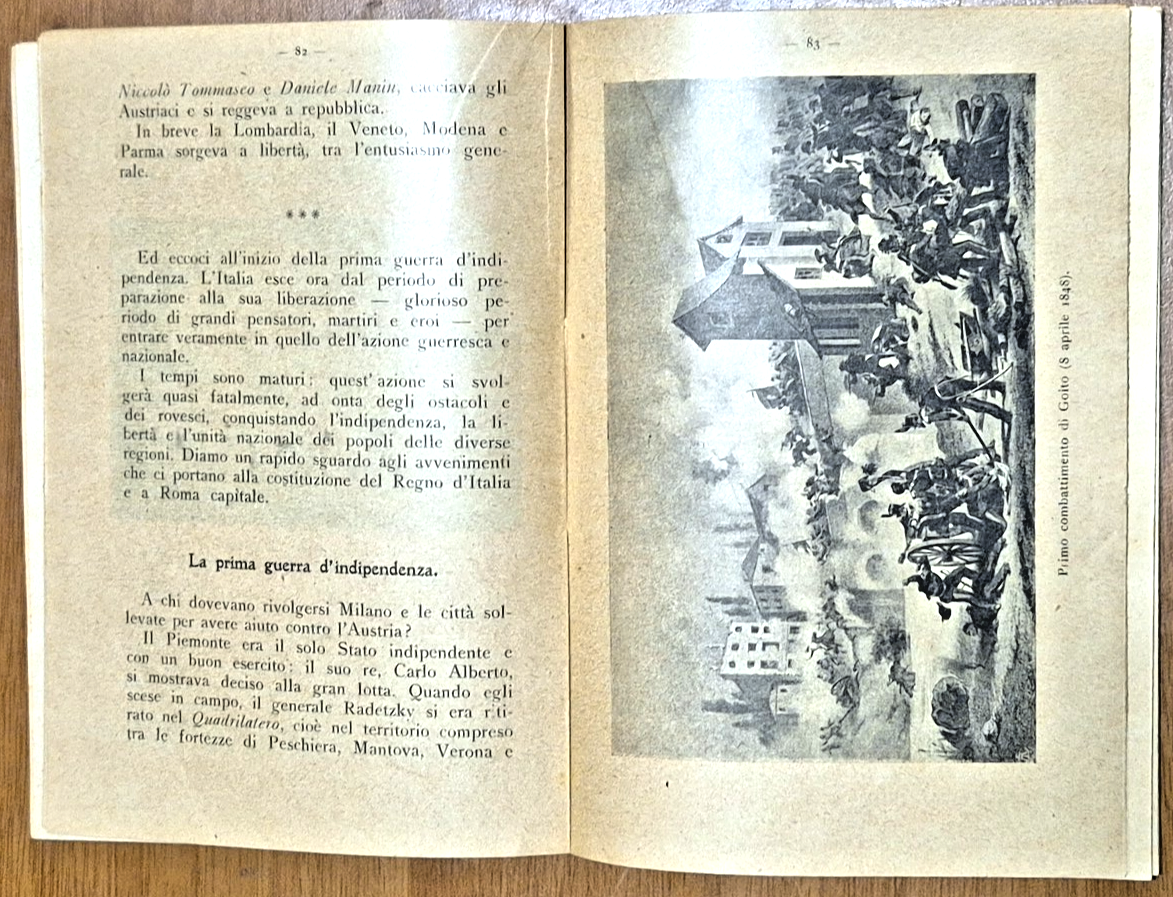 — 82 —
Niccolò Tommaseo e Daniele Manin, cacciava gli
Austriaci e si reggeva a repubblica.
In breve la Lombardia, il Veneto, Modena e
Parma sorgeva a libertà, tra l'entusiasmo gene-
rale.
***
Ed eccoci all'inizio della prima guerra d'indi-
pendenza. L'Italia esce ora dal periodo di pre-
parazione alla sua liberazione — glorioso pe-
riodo di grandi pensatori, martiri e eroi — per
entrare veramente in quello dell'azione guerresca e
nazionale.
I tempi sono maturi: quest'azione si svol-
gerà quasi fatalmente, ad onta degli ostacoli e
dei rovesci, conquistando l'indipendenza, la li-
bertà e l'unità nazionale dei popoli delle diverse
regioni. Diamo un rapido sguardo agli avvenimenti
che ci portano alla costituzione del Regno d'Italia
e a Roma capitale.
La prima guerra d'indipendenza.
A chi dovevano rivolgersi Milano e le città sol-
levate per avere aiuto contro l'Austria?
Il Piemonte era il solo Stato indipendente e
con un buon esercito: il suo re, Carlo Alberto,
si mostrava deciso alla gran lotta. Quando egli
scese in campo, il generale Radetzky si era riti-
rato nel Quadrilatero, cioè nel territorio compreso
tra le fortezze di Peschiera, Mantova, Verona e
— 83 —
Primo combattimento di Goito (8 aprile 1848).